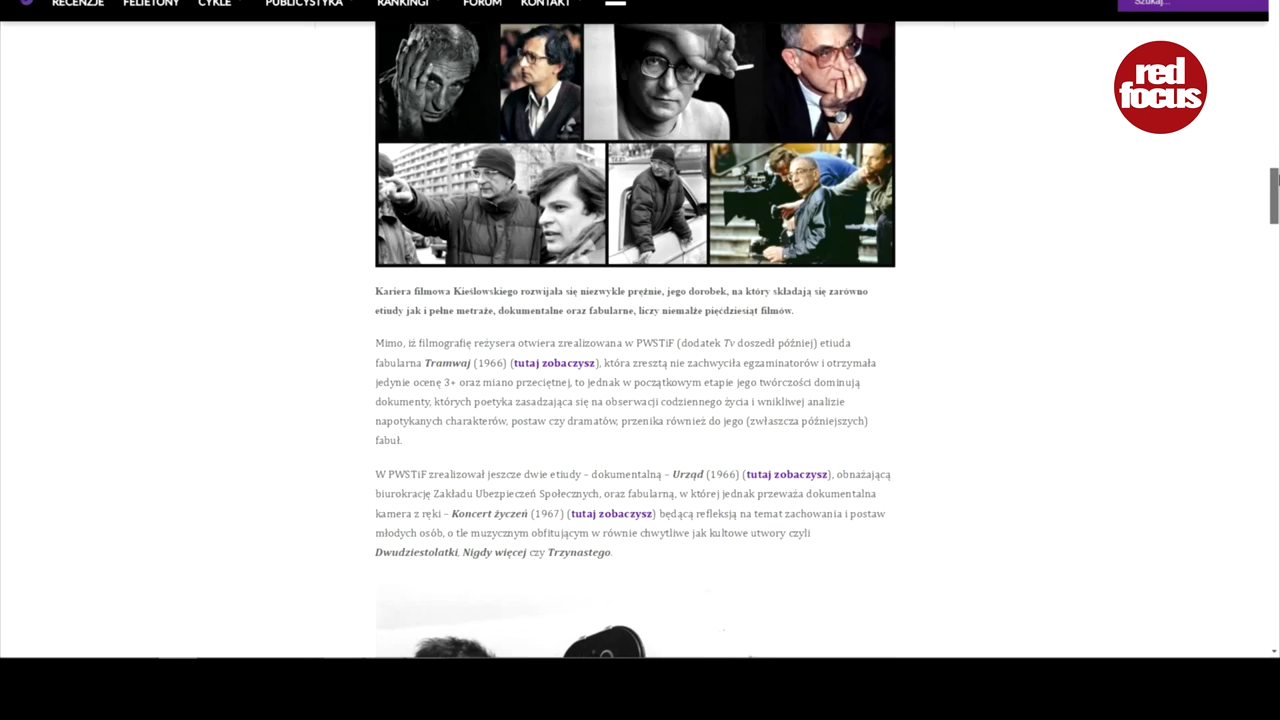 RECENZJE FELIETONY CYKLE PUBLICYSTYKA RANKINGI FORUM KONTAKT Szukaj...
red
focus
Kariera filmowa Kieślowskiego rozwijała się niezwykle prężnie, jego dorobek, na który składają się zarówno
etiudy jak i pełne metraże, dokumentalne oraz fabularne, liczy niemalże pięćdziesiąt filmów.
Mimo, iż filmografię reżysera otwiera zrealizowana w PWSTiF (dodatek Tv doszedł później) etiuda
fabularna Tramwaj (1966) (tutaj zobaczysz), która zresztą nie zachwyciła egzaminatorów i otrzymała
jedynie ocenę 3+ oraz miano przeciętnej, to jednak w początkowym etapie jego twórczości dominują
dokumenty, których poetyka zasadzająca się na obserwacji codziennego życia i wnikliwej analizie
napotykanych charakterów, postaw czy dramatów, przenika również do jego (zwłaszcza późniejszych)
fabuł.
W PWSTiF zrealizował jeszcze dwie etiudy – dokumentalną – Urząd (1966) (tutaj zobaczysz), obnażającą
biurokrację Zakładu Ubezpieczeń Społecznych, oraz fabularną, w której jednak przeważa dokumentalna
kamera z ręki – Koncert życzeń (1967) (tutaj zobaczysz) będącą refleksją na temat zachowania i postaw
młodych osób, o tle muzycznym obfitującym w równie chwytliwe jak kultowe utwory czyli
Dwudziestolatki, Nigdy więcej czy Trzynastego.